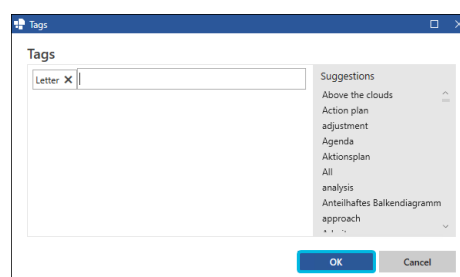 Tags
Tags
Letter
Suggestions
Above the clouds
Action plan
adjustment
Agenda
Aktionsplan
All
analysis
Anteilhaftes Balkendiagramm
approach
OK
Cancel